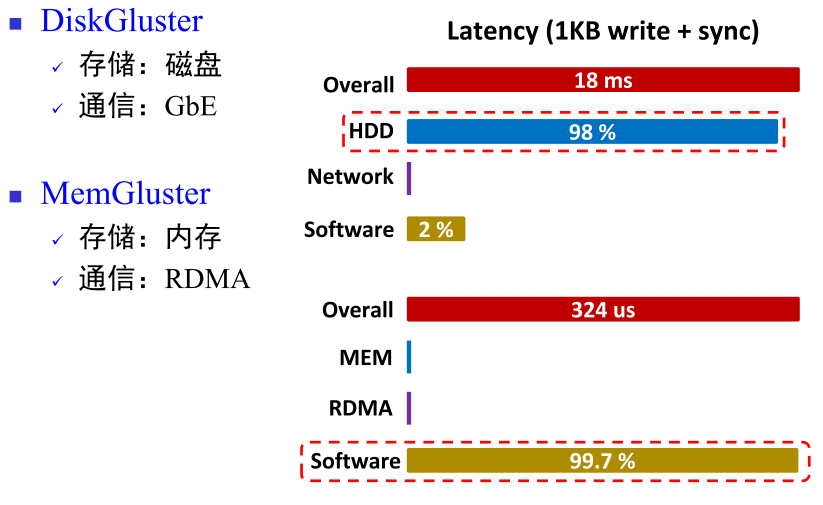 DiskGluster
存储：磁盘
通信：GbE
MemGluster
存储：内存
通信：RDMA
Latency (1KB write + sync)
Overall 18 ms
HDD 98 %
Network
Software 2 %
Overall 324 us
MEM
RDMA
Software 99.7 %